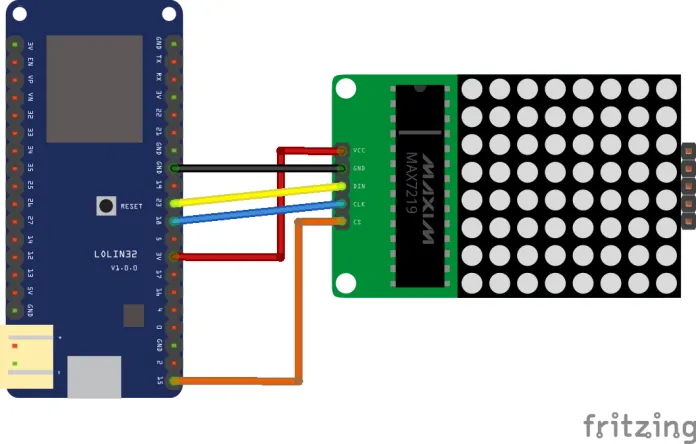 3V
EN
VP
VN
32
33
34
35
25
26
27
14
12
13
5V
GND
GND
TX
RX
3V
22
21
GND
GND
19
23
18
5
3V
17
16
4
0
GND
2
15
RESET
LOLIN32
V1.0.0
+
-
VCC
GND
DIN
CLK
CS
MAXIM
MAX7219
fritzing